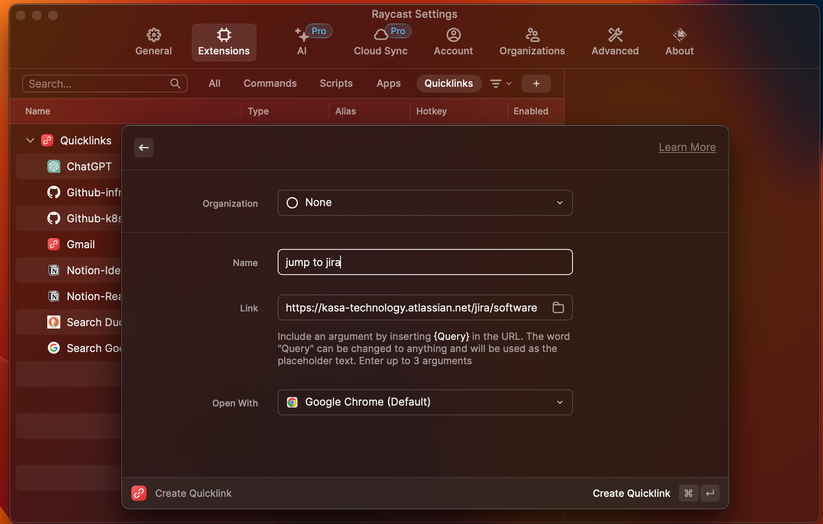 Raycast Settings
Pro
Pro
General
Extensions
AI
Cloud Sync
Account
Organizations
Advanced
About
Search...
All
Commands
Scripts
Apps
Quicklinks
+
Name
Type
Alias
Hotkey
Enabled
Quicklinks
ChatGPT
Github-infr
Github-k8s
Gmail
Notion-Ide
Notion-Rea
Search Duc
Search Goo
Learn More
Organization
None
Name
jump to jira
Link
https://kasa-technology.atlassian.net/jira/software
Include an argument by inserting {Query} in the URL. The word
"Query" can be changed to anything and will be used as the
placeholder text. Enter up to 3 arguments
Open With
Google Chrome (Default)
Create Quicklink
Create Quicklink ⌘ ↵